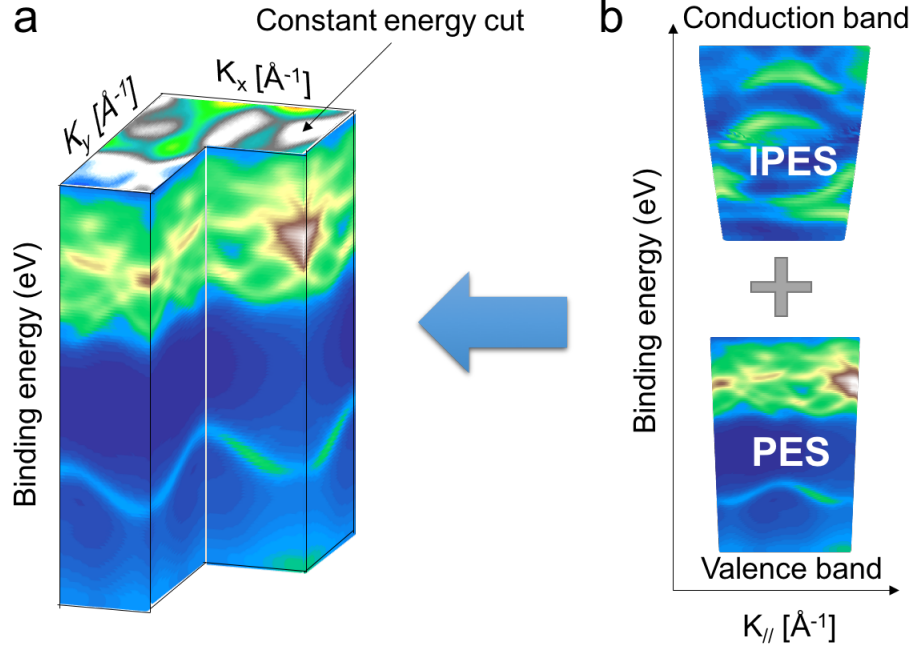 a
Constant energy cut
Kx [Å⁻¹]
Ky [Å⁻¹]
Binding energy (eV)
b
Conduction band
IPES
Binding energy (eV)
PES
Valence band
K// [Å⁻¹]